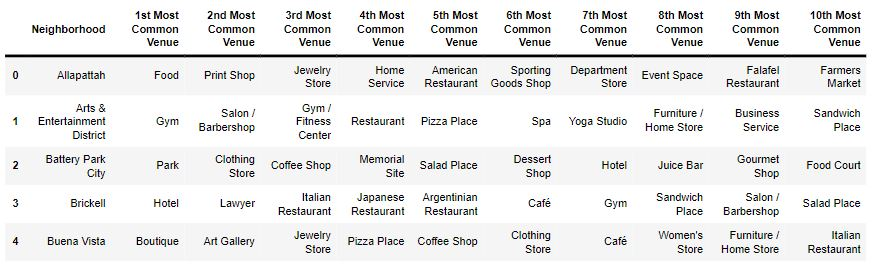 Neighborhood 1st Most Common Venue 2nd Most Common Venue 3rd Most Common Venue 4th Most Common Venue 5th Most Common Venue 6th Most Common Venue 7th Most Common Venue 8th Most Common Venue 9th Most Common Venue 10th Most Common Venue
0 Allapattah Food Print Shop Jewelry Store Home Service American Restaurant Sporting Goods Shop Department Store Event Space Falafel Restaurant Farmers Market
1 Arts & Entertainment District Gym Salon / Barbershop Gym / Fitness Center Restaurant Pizza Place Spa Yoga Studio Furniture / Home Store Business Service Sandwich Place
2 Battery Park City Park Clothing Store Coffee Shop Memorial Site Salad Place Dessert Shop Hotel Juice Bar Gourmet Shop Food Court
3 Brickell Hotel Lawyer Italian Restaurant Japanese Restaurant Argentinian Restaurant Café Gym Sandwich Place Salon / Barbershop Salad Place
4 Buena Vista Boutique Art Gallery Jewelry Store Pizza Place Coffee Shop Clothing Store Café Women's Store Furniture / Home Store Italian Restaurant